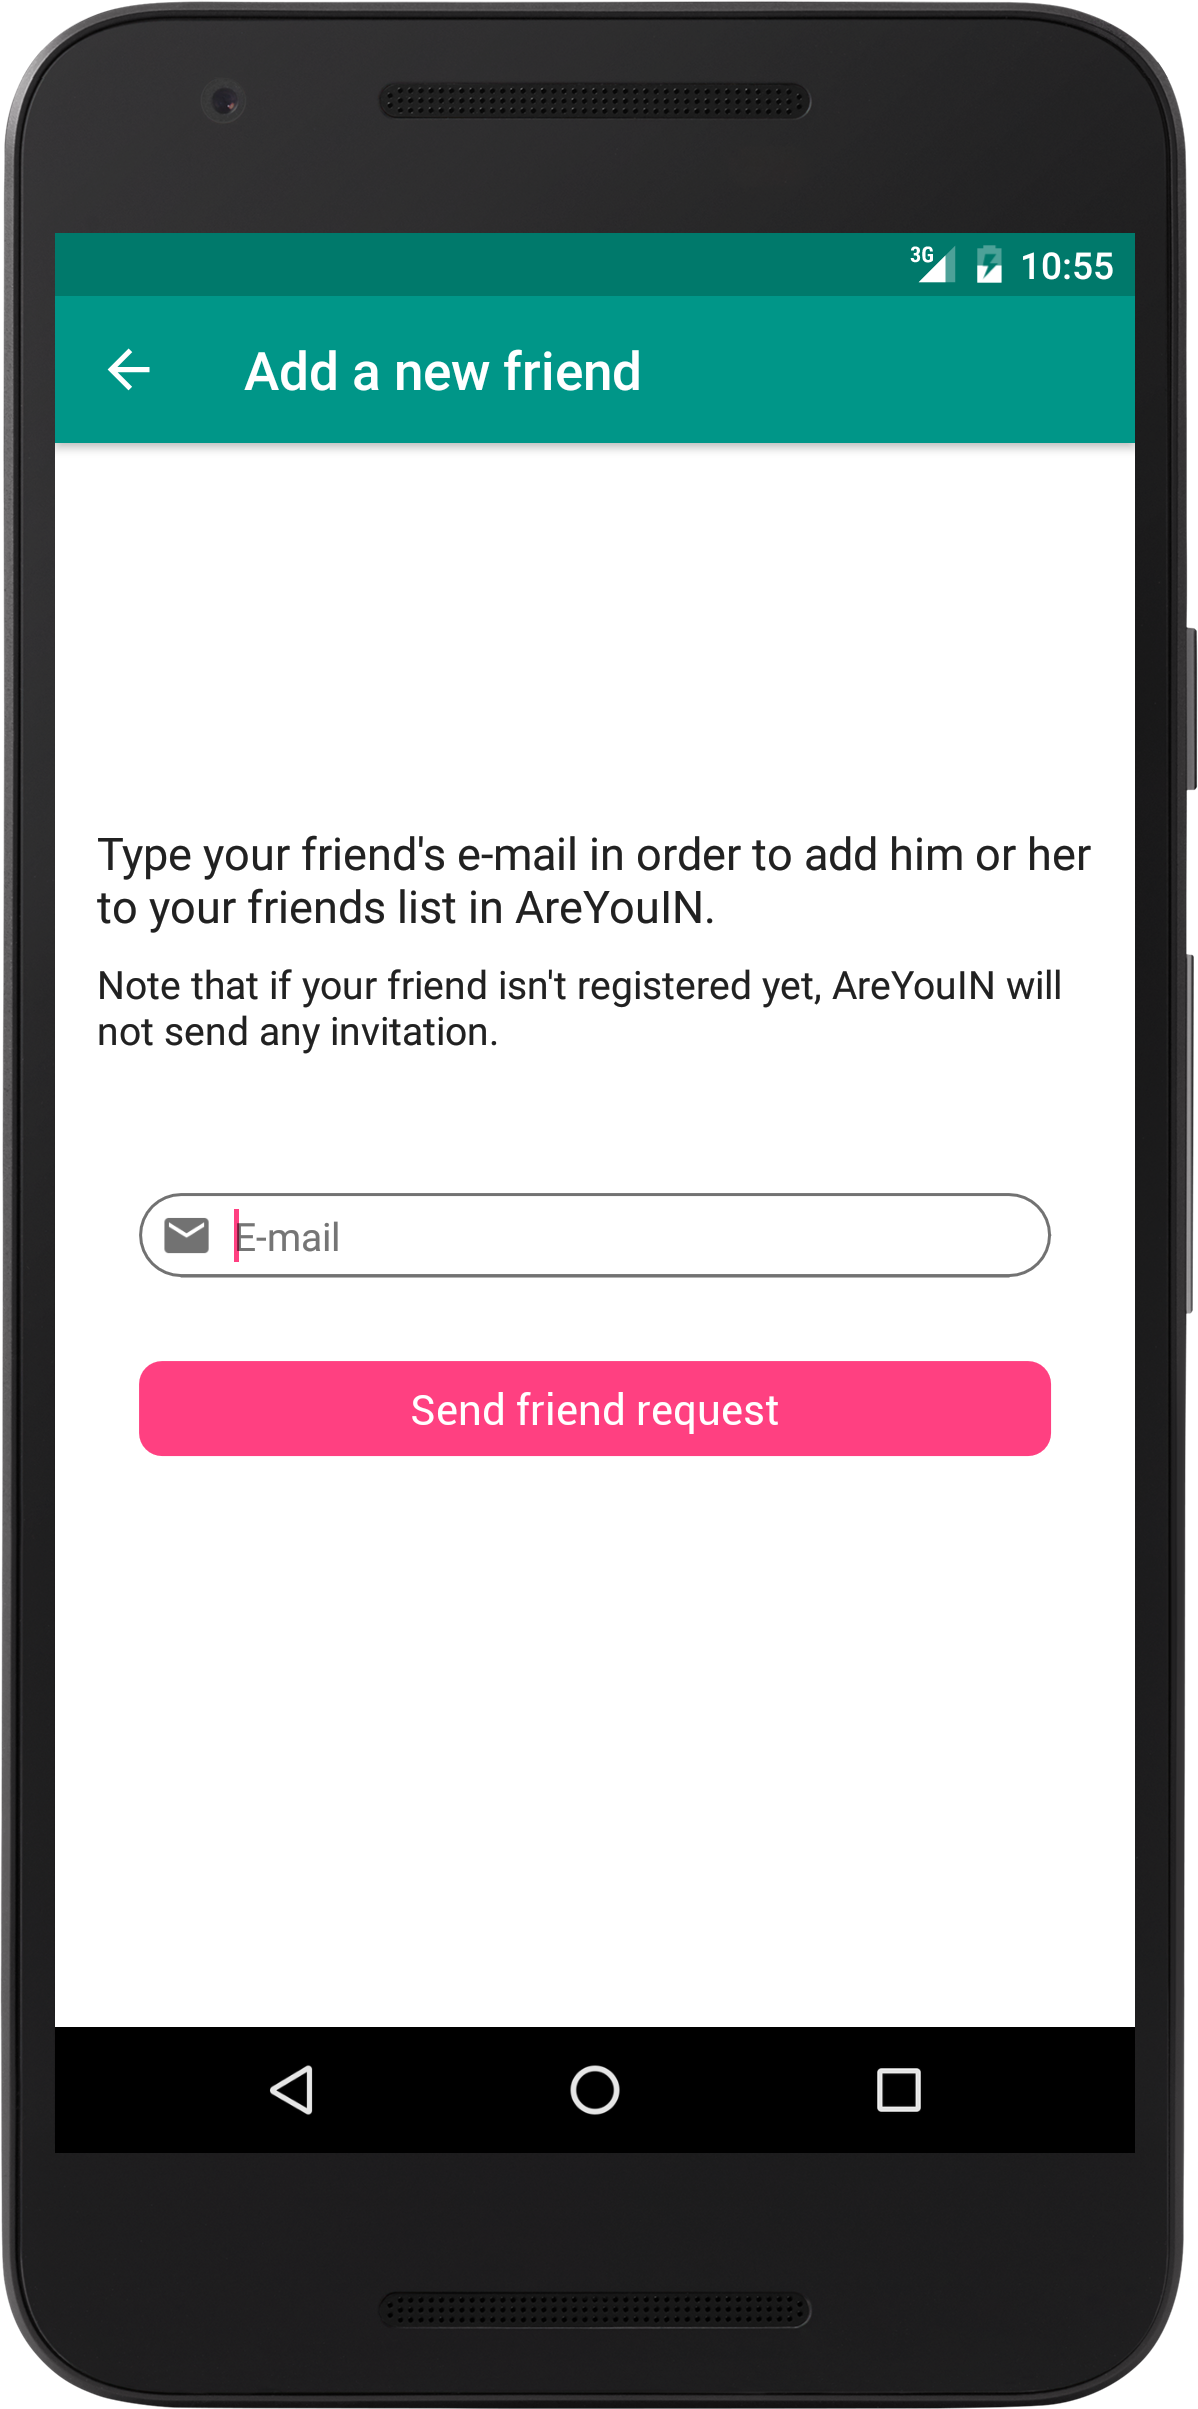 3G 10:55
Add a new friend
Type your friend's e-mail in order to add him or her
to your friends list in AreYouIN.
Note that if your friend isn't registered yet, AreYouIN will
not send any invitation.
E-mail
Send friend request